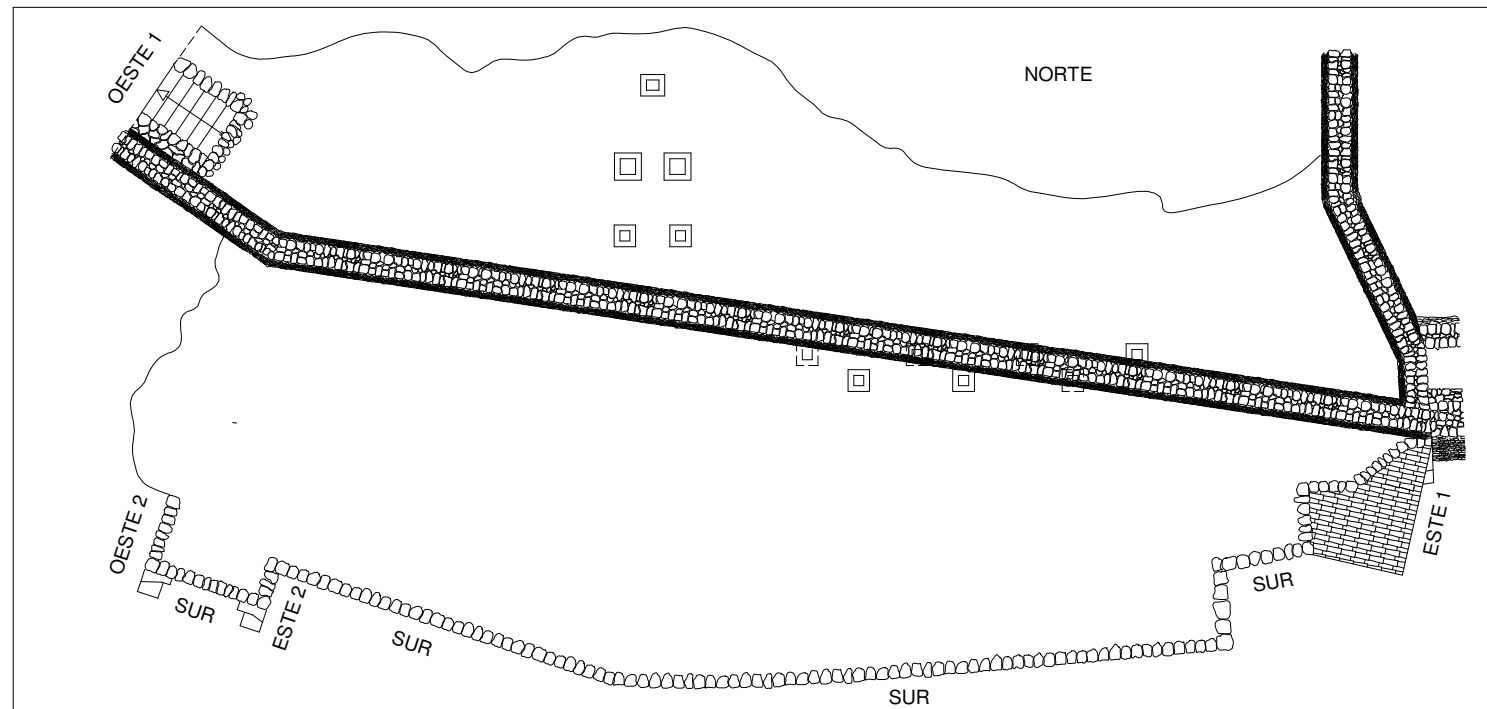 OESTE 1
NORTE
OESTE 2
SUR
ESTE 2
SUR
SUR
SUR
ESTE 1